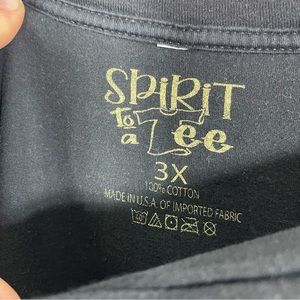 SPiRiT
to a Tee
3X
100% COTTON
MADE IN U.S.A. OF IMPORTED FABRIC